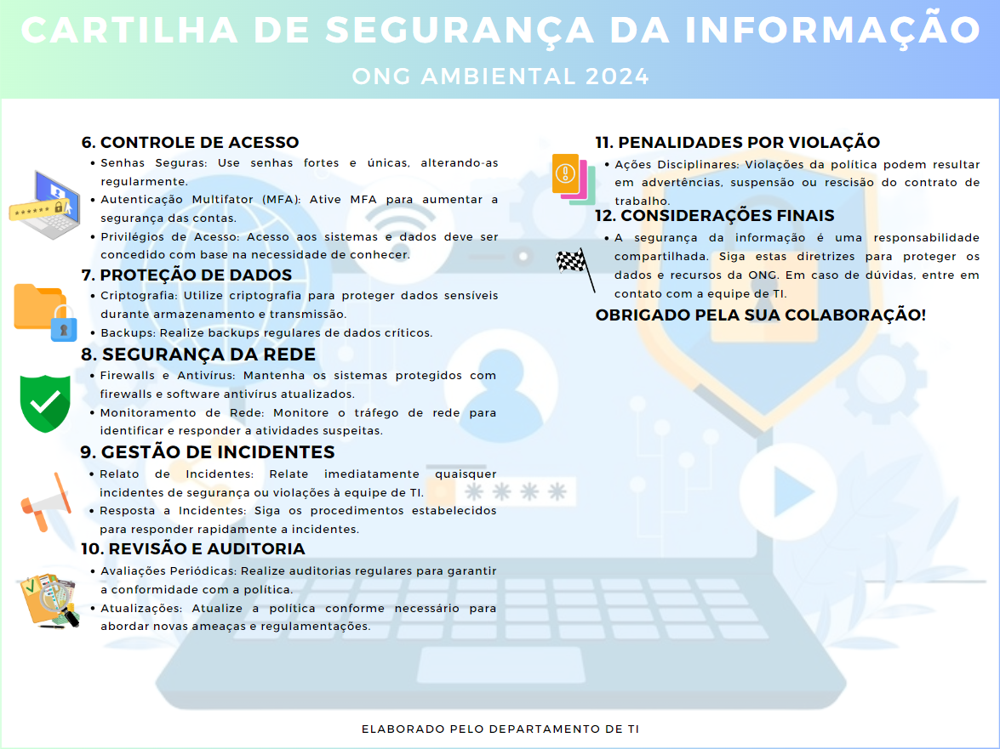 CARTILHA DE SEGURANÇA DA INFORMAÇÃO
ONG AMBIENTAL 2024
6. CONTROLE DE ACESSO
• Senhas Seguras: Use senhas fortes e únicas, alterando-as
regularmente.
• Autenticação Multifator (MFA): Ative MFA para aumentar a
segurança das contas.
• Privilégios de Acesso: Acesso aos sistemas e dados deve ser
concedido com base na necessidade de conhecer.
7. PROTEÇÃO DE DADOS
• Criptografia: Utilize criptografia para proteger dados sensíveis
durante armazenamento e transmissão.
• Backups: Realize backups regulares de dados críticos.
8. SEGURANÇA DA REDE
• Firewalls e Antivírus: Mantenha os sistemas protegidos com
firewalls e software antivírus atualizados.
• Monitoramento de Rede: Monitore o tráfego de rede para
identificar e responder a atividades suspeitas.
9. GESTÃO DE INCIDENTES
• Relato de Incidentes: Relate imediatamente quaisquer
incidentes de segurança ou violações à equipe de TI.
• Resposta a Incidentes: Siga os procedimentos estabelecidos
para responder rapidamente a incidentes.
10. REVISÃO E AUDITORIA
• Avaliações Periódicas: Realize auditorias regulares para garantir
a conformidade com a política.
• Atualizações: Atualize a política conforme necessário para
abordar novas ameaças e regulamentações.
11. PENALIDADES POR VIOLAÇÃO
• Ações Disciplinares: Violações da política podem resultar
em advertências, suspensão ou rescisão do contrato de
trabalho.
12. CONSIDERAÇÕES FINAIS
• A segurança da informação é uma responsabilidade
compartilhada. Siga estas diretrizes para proteger os
dados e recursos da ONG. Em caso de dúvidas, entre em
contato com a equipe de TI.
OBRIGADO PELA SUA COLABORAÇÃO!
ELABORADO PELO DEPARTAMENTO DE TI